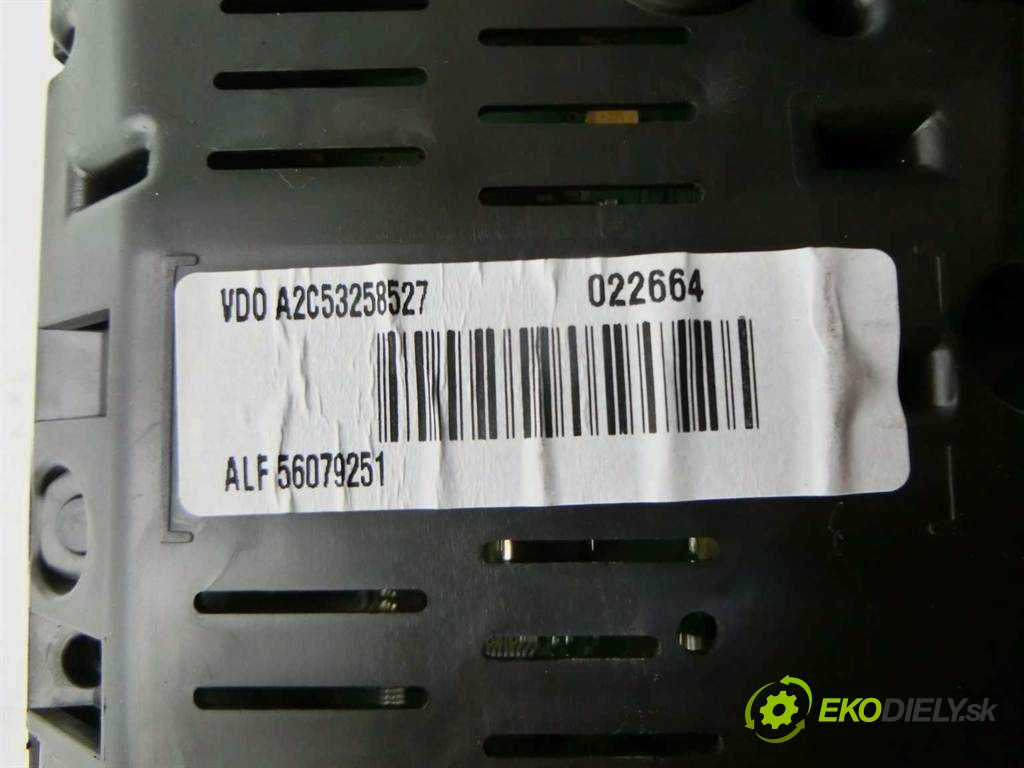 VDO A2C53258527 022664
ALF 56079251
EKODIELY.sk